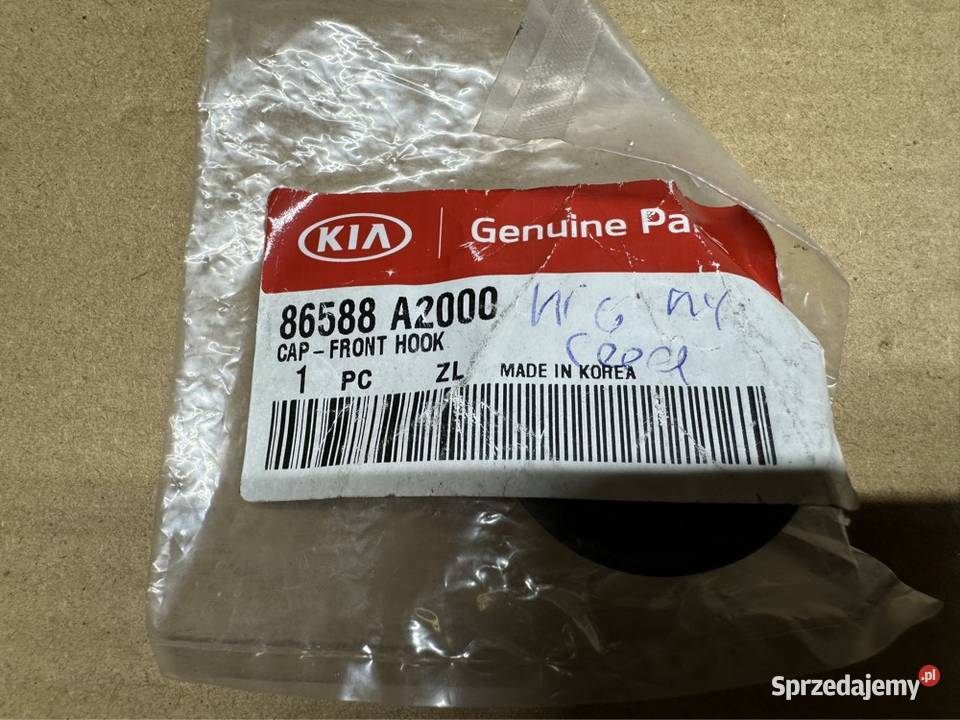 KIA Genuine Pa
86588 A2000
CAP-FRONT HOOK
1 PC ZL MADE IN KOREA
Sprzedajemy.pl